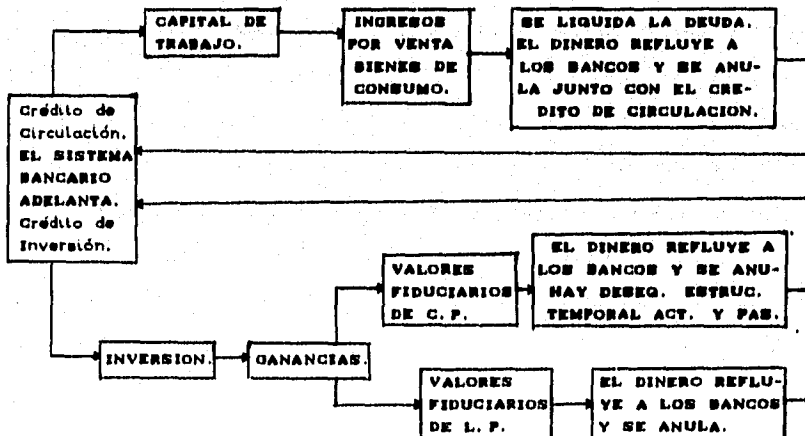 CAPITAL DE
TRABAJO.
INGRESOS
POR VENTA
BIENES DE
CONSUMO.
SE LIQUIDA LA DEUDA.
EL DINERO REFLUYE A
LOS BANCOS Y SE ANU-
LA JUNTO CON EL CRE-
DITO DE CIRCULACION.
Crédito de
Circulación.
EL SISTEMA
BANCARIO
ADELANTA.
Crédito de
Inversión.
INVERSION.
GANANCIAS.
VALORES
FIDUCIARIOS
DE C. P.
EL DINERO REFLUYE A
LOS BANCOS Y SE ANU-
HAY DESEQ. ESTRUC.
TEMPORAL ACT. Y PAS.
VALORES
FIDUCIARIOS
DE L. P.
EL DINERO REFLU-
YE A LOS BANCOS
Y SE ANULA.